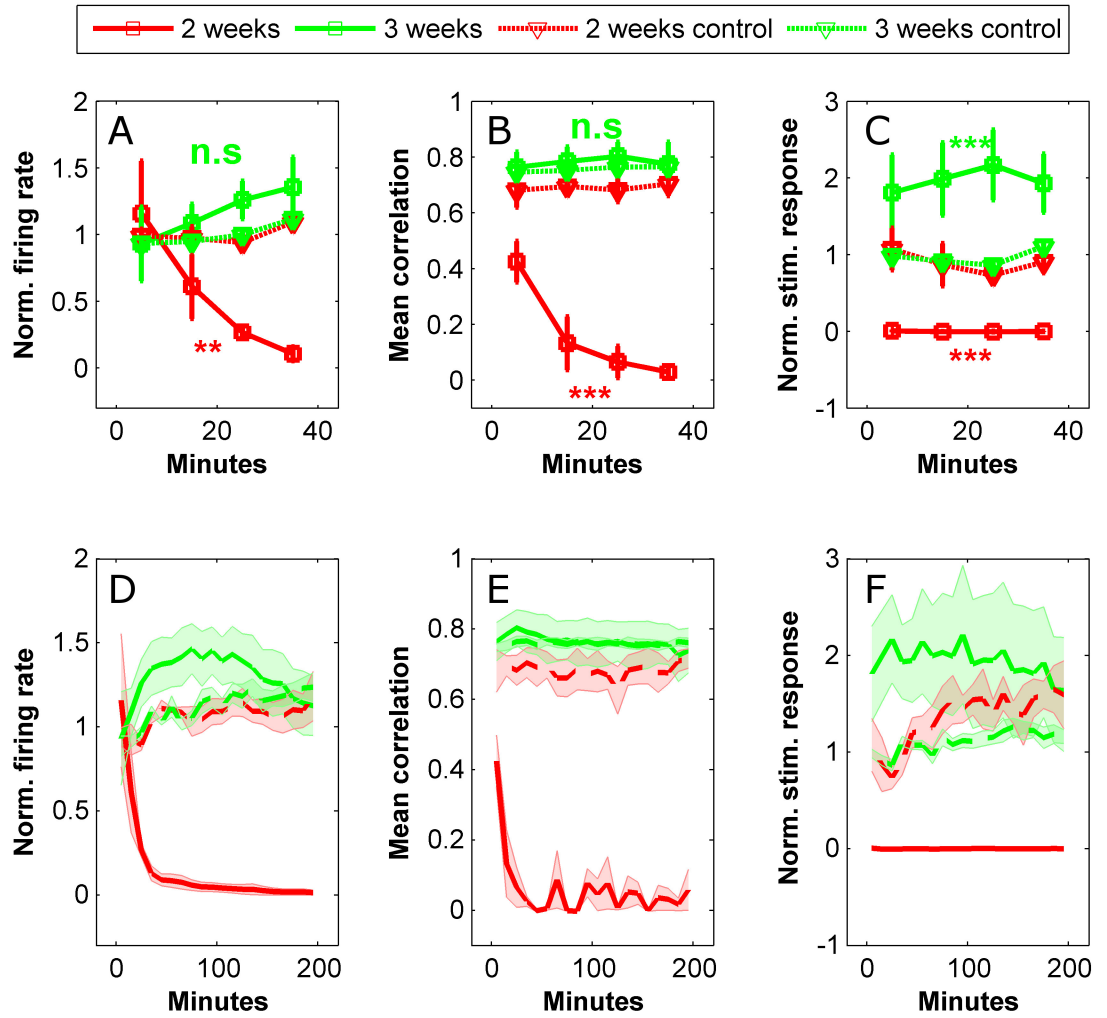 2 weeks 3 weeks 2 weeks control 3 weeks control
A
n.s
**
Norm. firing rate
2
1.5
1
0.5
0
0 20 40
Minutes
B
n.s
***
Mean correlation
1
0.8
0.6
0.4
0.2
0
0 20 40
Minutes
C
***
***
Norm. stim. response
3
2
1
0
-1
0 20 40
Minutes
D
Norm. firing rate
2
1.5
1
0.5
0
0 100 200
Minutes
E
Mean correlation
1
0.8
0.6
0.4
0.2
0
0 100 200
Minutes
F
Norm. stim. response
3
2
1
0
-1
0 100 200
Minutes